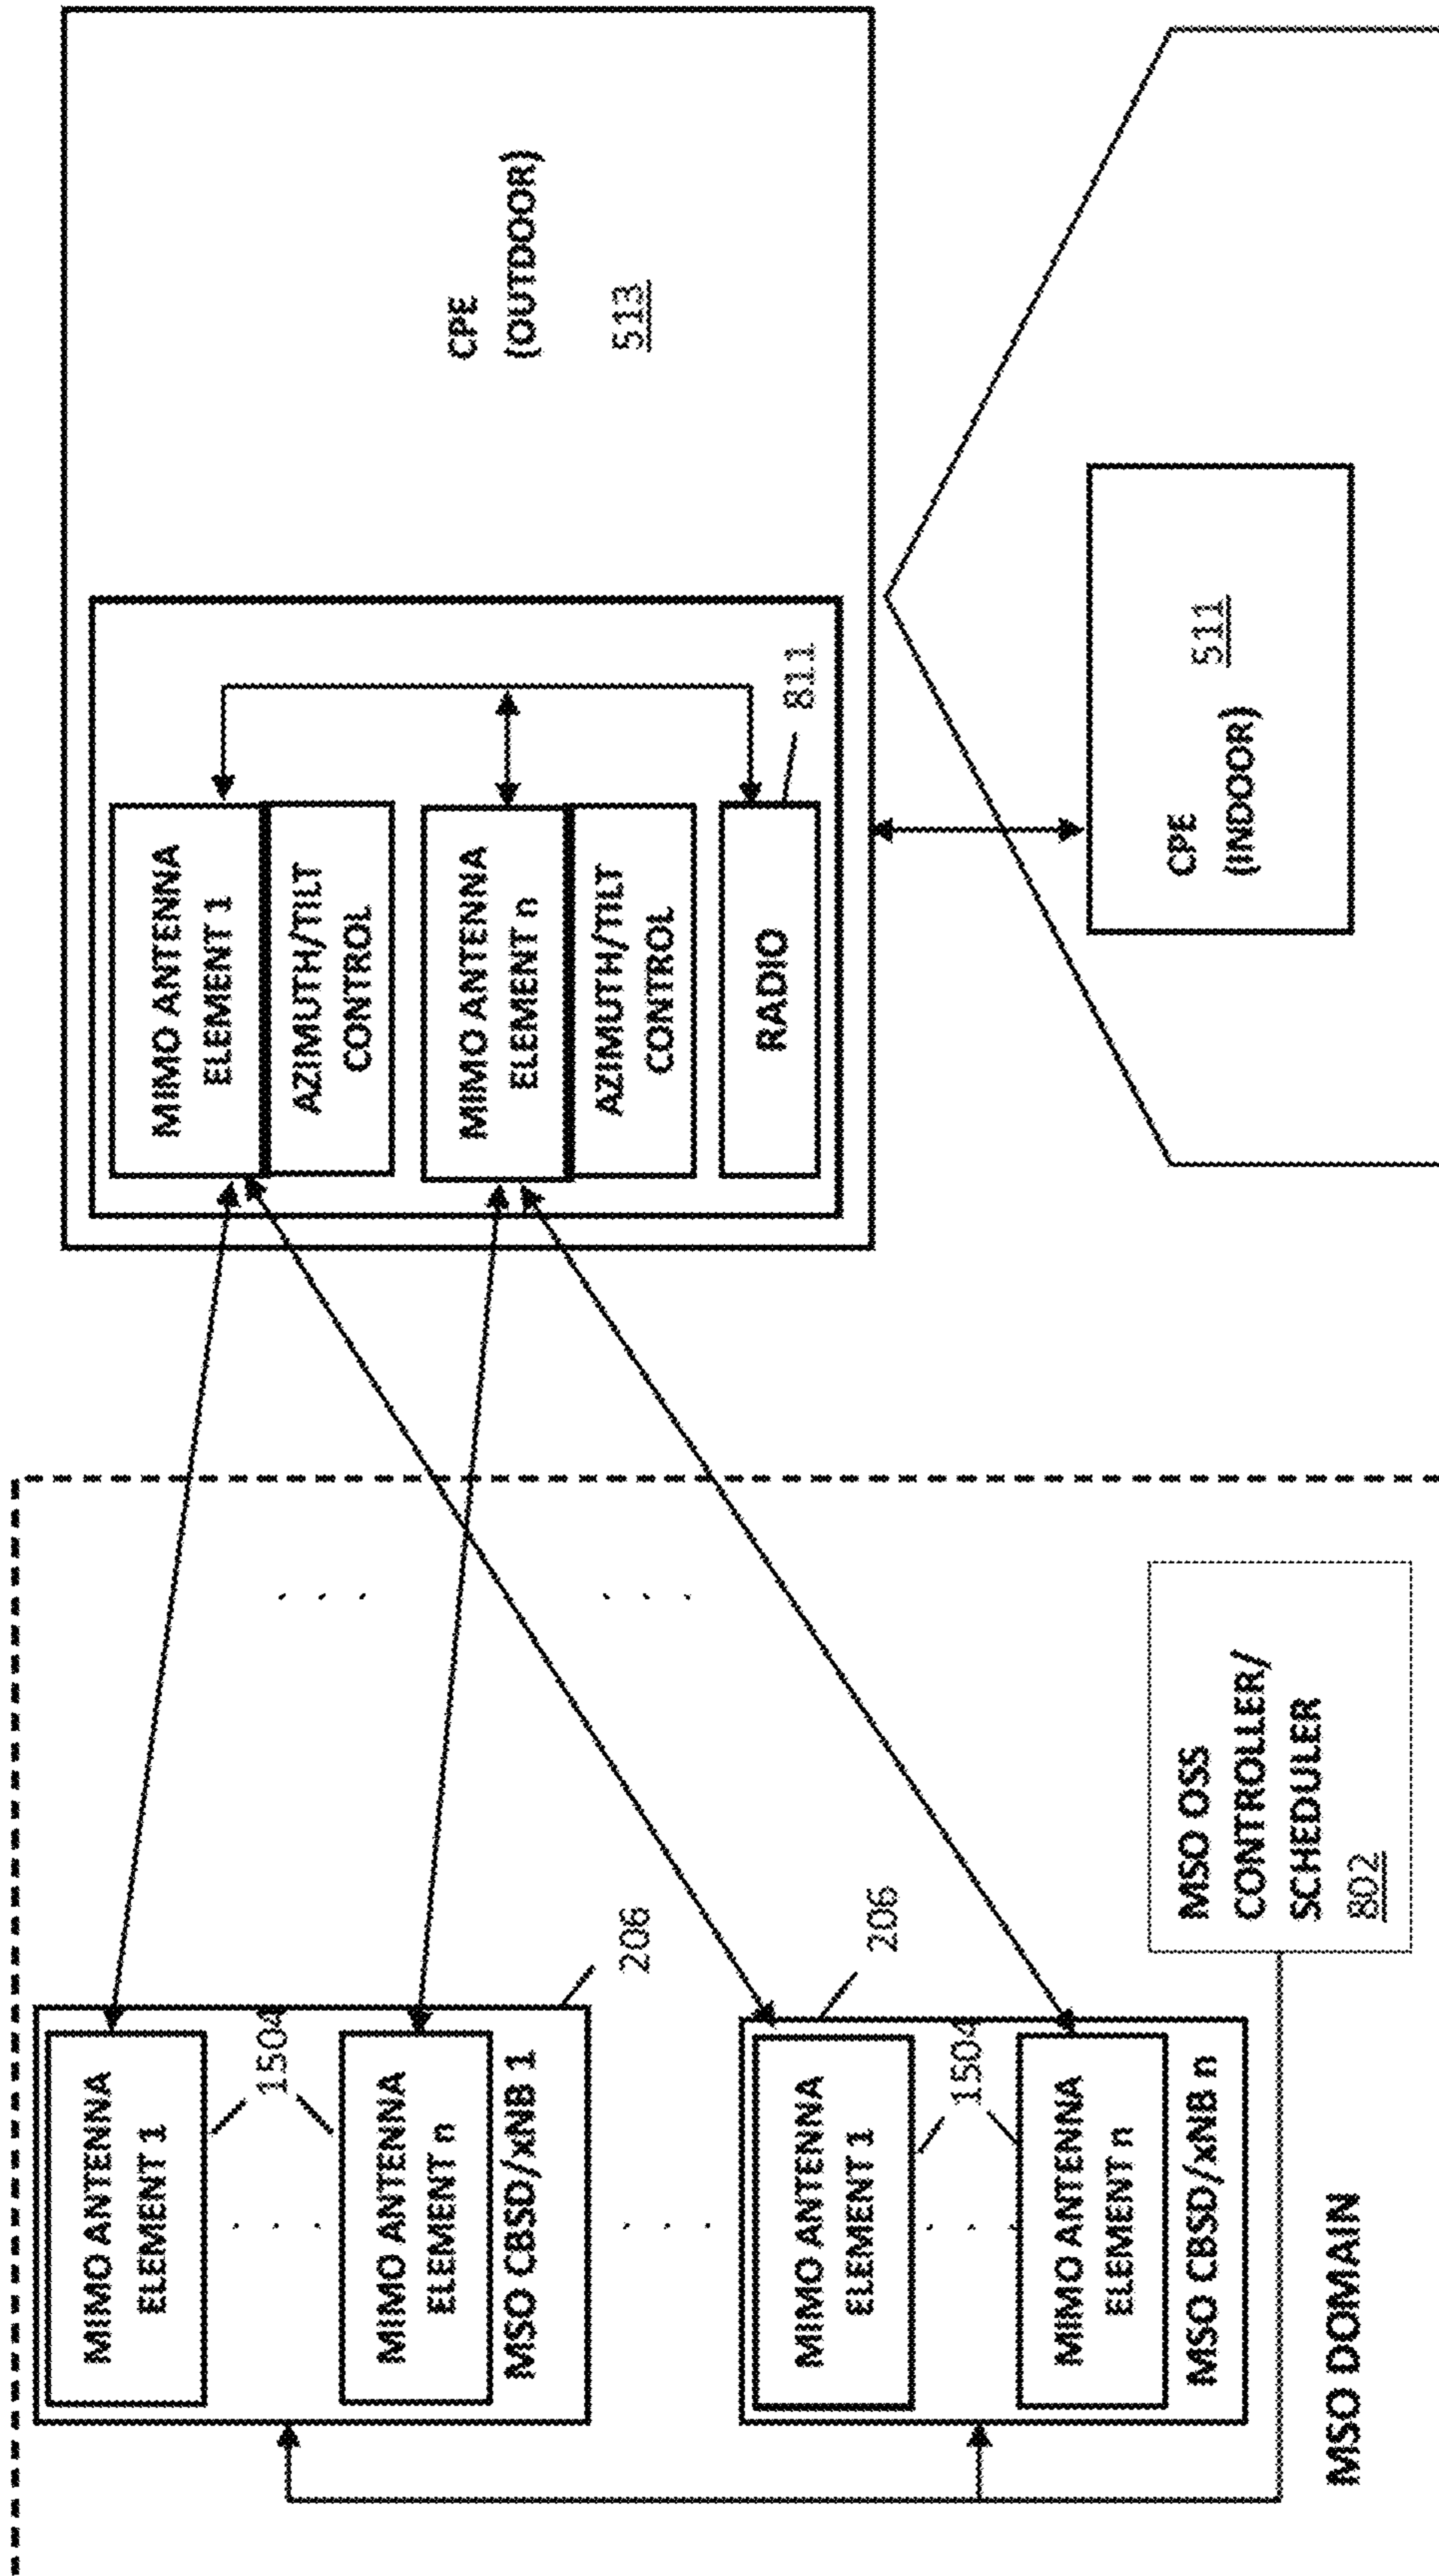 MIMO ANTENNA
ELEMENT 1
1504
MIMO ANTENNA
ELEMENT n
MSO CBSD/xNB 1
206
MIMO ANTENNA
ELEMENT 1
1504
MIMO ANTENNA
ELEMENT n
MSO CBSD/xNB n
206
MSO OSS
CONTROLLER/
SCHEDULER
802
MSO DOMAIN
MIMO ANTENNA
ELEMENT 1
AZIMUTH/TILT
CONTROL
MIMO ANTENNA
ELEMENT n
AZIMUTH/TILT
CONTROL
RADIO
811
CPE
(OUTDOOR)
513
CPE
(INDOOR)
511